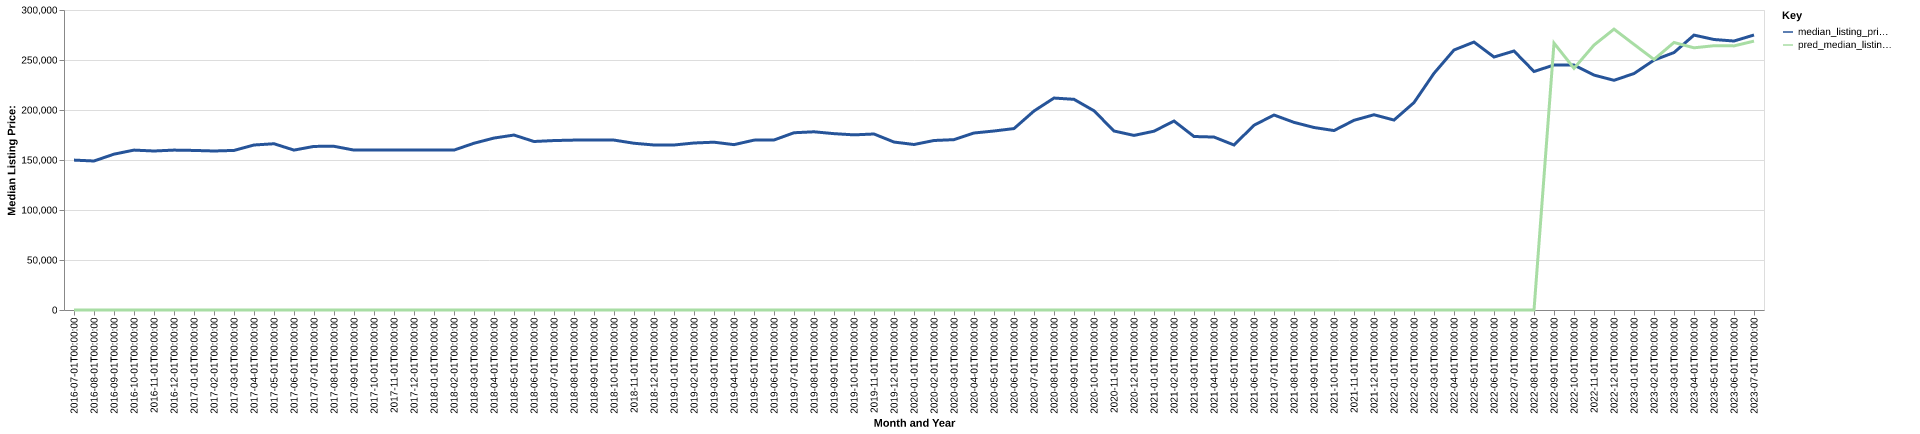 Key
median_listing_pri…
pred_median_listin…
Median Listing Price:
300,000
250,000
200,000
150,000
100,000
50,000
0
2016-07-01T00:00:00
2016-08-01T00:00:00
2016-09-01T00:00:00
2016-10-01T00:00:00
2016-11-01T00:00:00
2016-12-01T00:00:00
2017-01-01T00:00:00
2017-02-01T00:00:00
2017-03-01T00:00:00
2017-04-01T00:00:00
2017-05-01T00:00:00
2017-06-01T00:00:00
2017-07-01T00:00:00
2017-08-01T00:00:00
2017-09-01T00:00:00
2017-10-01T00:00:00
2017-11-01T00:00:00
2017-12-01T00:00:00
2018-01-01T00:00:00
2018-02-01T00:00:00
2018-03-01T00:00:00
2018-04-01T00:00:00
2018-05-01T00:00:00
2018-06-01T00:00:00
2018-07-01T00:00:00
2018-08-01T00:00:00
2018-09-01T00:00:00
2018-10-01T00:00:00
2018-11-01T00:00:00
2018-12-01T00:00:00
2019-01-01T00:00:00
2019-02-01T00:00:00
2019-03-01T00:00:00
2019-04-01T00:00:00
2019-05-01T00:00:00
2019-06-01T00:00:00
2019-07-01T00:00:00
2019-08-01T00:00:00
2019-09-01T00:00:00
2019-10-01T00:00:00
2019-11-01T00:00:00
2019-12-01T00:00:00
2020-01-01T00:00:00
2020-02-01T00:00:00
2020-03-01T00:00:00
2020-04-01T00:00:00
2020-05-01T00:00:00
2020-06-01T00:00:00
2020-07-01T00:00:00
2020-08-01T00:00:00
2020-09-01T00:00:00
2020-10-01T00:00:00
2020-11-01T00:00:00
2020-12-01T00:00:00
2021-01-01T00:00:00
2021-02-01T00:00:00
2021-03-01T00:00:00
2021-04-01T00:00:00
2021-05-01T00:00:00
2021-06-01T00:00:00
2021-07-01T00:00:00
2021-08-01T00:00:00
2021-09-01T00:00:00
2021-10-01T00:00:00
2021-11-01T00:00:00
2021-12-01T00:00:00
2022-01-01T00:00:00
2022-02-01T00:00:00
2022-03-01T00:00:00
2022-04-01T00:00:00
2022-05-01T00:00:00
2022-06-01T00:00:00
2022-07-01T00:00:00
2022-08-01T00:00:00
2022-09-01T00:00:00
2022-10-01T00:00:00
2022-11-01T00:00:00
2022-12-01T00:00:00
2023-01-01T00:00:00
2023-02-01T00:00:00
2023-03-01T00:00:00
2023-04-01T00:00:00
2023-05-01T00:00:00
2023-06-01T00:00:00
2023-07-01T00:00:00
Month and Year